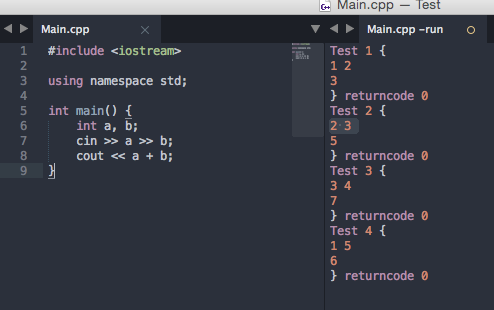 Main.cpp — Test
Main.cpp
1 #include <iostream>
2
3 using namespace std;
4
5 int main() {
6 int a, b;
7 cin >> a >> b;
8 cout << a + b;
9 }
Main.cpp -run
Test 1 {
1 2
3
} returncode 0
Test 2 {
2 3
5
} returncode 0
Test 3 {
3 4
7
} returncode 0
Test 4 {
1 5
6
} returncode 0